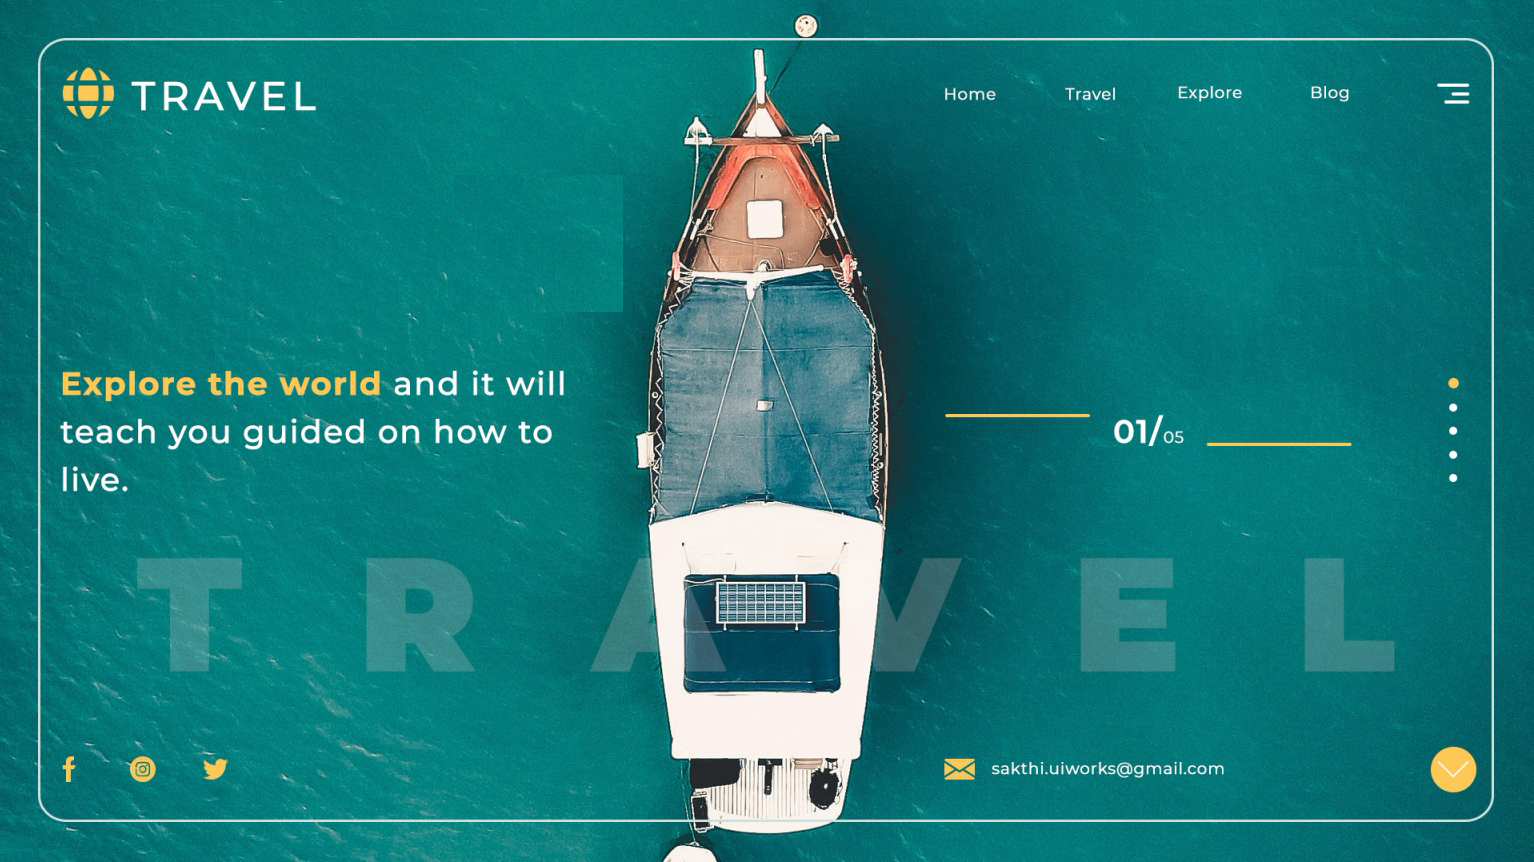 TRAVEL
Home Travel Explore Blog
Explore the world and it will
teach you guided on how to
live.
01/05
TRAVEL
sakthi.uiworks@gmail.com